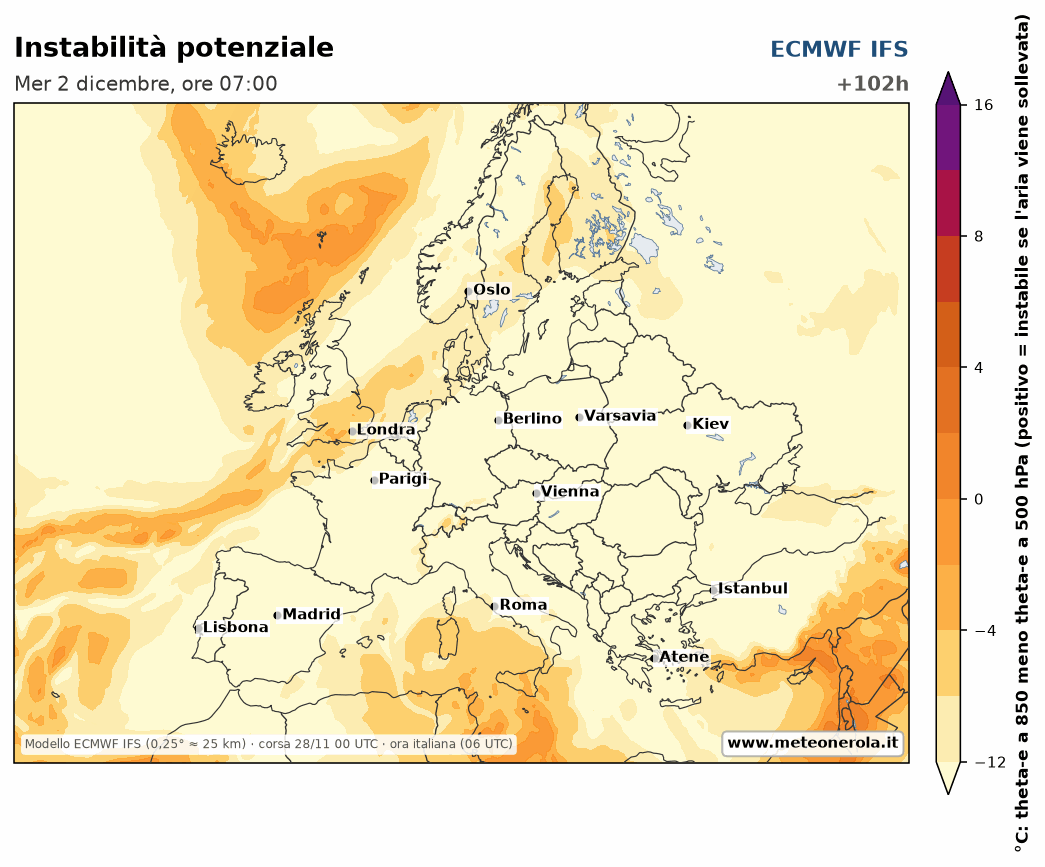 Instabilità potenziale
ECMWF IFS
Mer 2 dicembre, ore 07:00
+102h
Oslo
Londra
Berlino
Varsavia
Kiev
Parigi
Vienna
Istanbul
Roma
Madrid
Lisbona
Atene
Modello ECMWF IFS (0,25° ≈ 25 km) · corsa 28/11 00 UTC · ora italiana (06 UTC)
www.meteonerola.it
16
8
4
0
−4
−12
°C: theta-e a 850 meno theta-e a 500 hPa (positivo = instabile se l'aria viene sollevata)